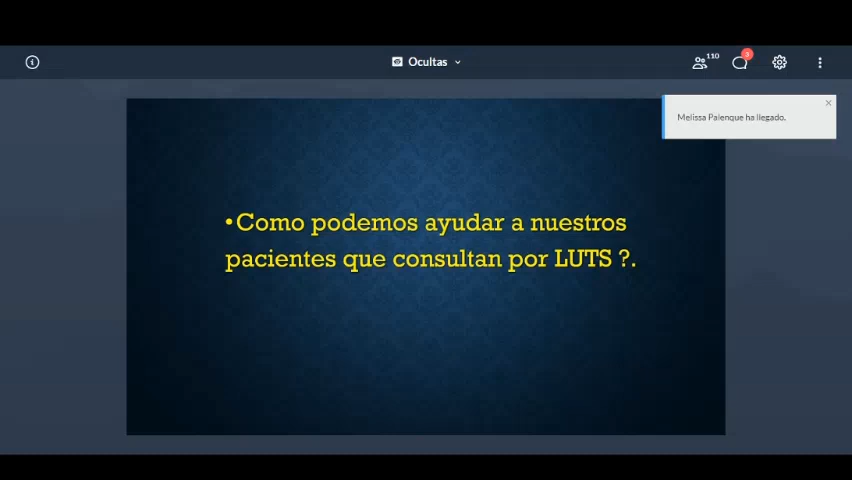 Ocultas
110
3
Melissa Palenque ha llegado.
•Como podemos ayudar a nuestros
pacientes que consultan por LUTS ?.